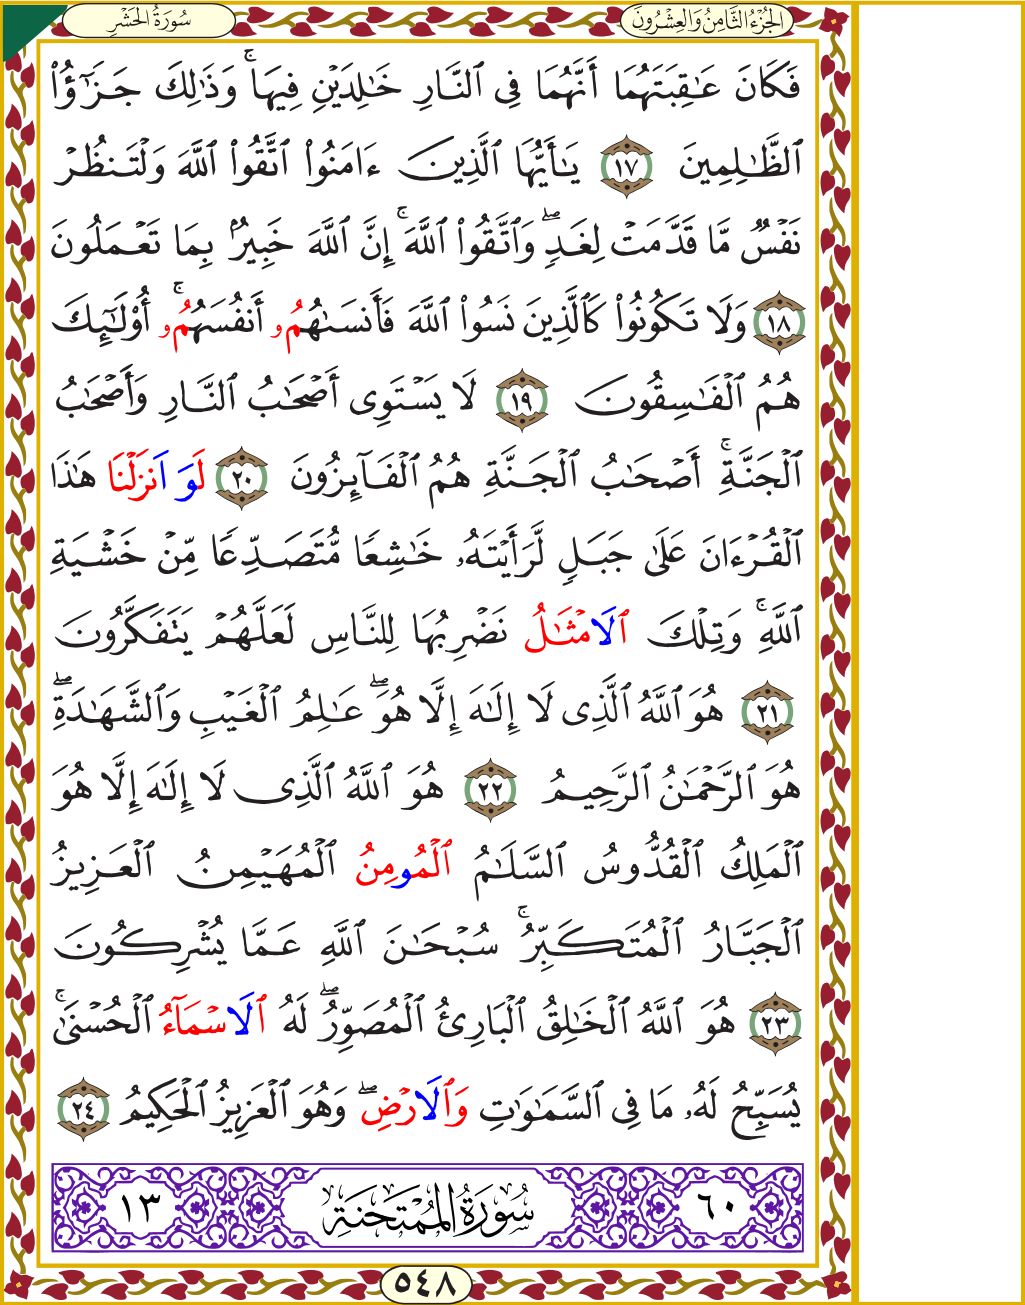 الجُزْءُ الثَّامِنُ وَالعِشْرُونَ
سُورَةُ الحَشْرِ
فَكَانَ عَٰقِبَتَهُمَا أَنَّهُمَا فِى ٱلنَّارِ خَٰلِدَيْنِ فِيهَاۚ وَذَٰلِكَ جَزَٰٓؤُا۟
ٱلظَّٰلِمِينَ ١٧ يَٰٓأَيُّهَا ٱلَّذِينَ ءَامَنُوا۟ ٱتَّقُوا۟ ٱللَّهَ وَلْتَنظُرْ
نَفْسٌ مَّا قَدَّمَتْ لِغَدٍۖ وَٱتَّقُوا۟ ٱللَّهَۚ إِنَّ ٱللَّهَ خَبِيرٌۢ بِمَا تَعْمَلُونَ
١٨ وَلَا تَكُونُوا۟ كَٱلَّذِينَ نَسُوا۟ ٱللَّهَ فَأَنسَىٰهُمُۥ أَنفُسَهُمُۥۚ أُو۟لَٰٓئِكَ
هُمُ ٱلْفَٰسِقُونَ ١٩ لَا يَسْتَوِى أَصْحَٰبُ ٱلنَّارِ وَأَصْحَٰبُ
ٱلْجَنَّةِۚ أَصْحَٰبُ ٱلْجَنَّةِ هُمُ ٱلْفَآئِزُونَ ٢٠ لَوَ اَنزَلْنَا هَٰذَا
ٱلْقُرْءَانَ عَلَىٰ جَبَلٍ لَّرَأَيْتَهُۥ خَٰشِعًا مُّتَصَدِّعًا مِّنْ خَشْيَةِ
ٱللَّهِۚ وَتِلْكَ ٱلَامْثَٰلُ نَضْرِبُهَا لِلنَّاسِ لَعَلَّهُمْ يَتَفَكَّرُونَ
٢١ هُوَ ٱللَّهُ ٱلَّذِى لَا إِلَٰهَ إِلَّا هُوَۖ عَٰلِمُ ٱلْغَيْبِ وَٱلشَّهَٰدَةِۖ
هُوَ ٱلرَّحْمَٰنُ ٱلرَّحِيمُ ٢٢ هُوَ ٱللَّهُ ٱلَّذِى لَا إِلَٰهَ إِلَّا هُوَ
ٱلْمَلِكُ ٱلْقُدُّوسُ ٱلسَّلَٰمُ ٱلْمُومِنُ ٱلْمُهَيْمِنُ ٱلْعَزِيزُ
ٱلْجَبَّارُ ٱلْمُتَكَبِّرُۚ سُبْحَٰنَ ٱللَّهِ عَمَّا يُشْرِكُونَ
٢٣ هُوَ ٱللَّهُ ٱلْخَٰلِقُ ٱلْبَارِئُ ٱلْمُصَوِّرُۖ لَهُ ٱلَاسْمَآءُ ٱلْحُسْنَىٰۚ
يُسَبِّحُ لَهُۥ مَا فِى ٱلسَّمَٰوَٰتِ وَٱلَارْضِۖ وَهُوَ ٱلْعَزِيزُ ٱلْحَكِيمُ ٢٤
٦٠ سُورَةُ المُمْتَحَنَةِ ١٣
٥٤٨